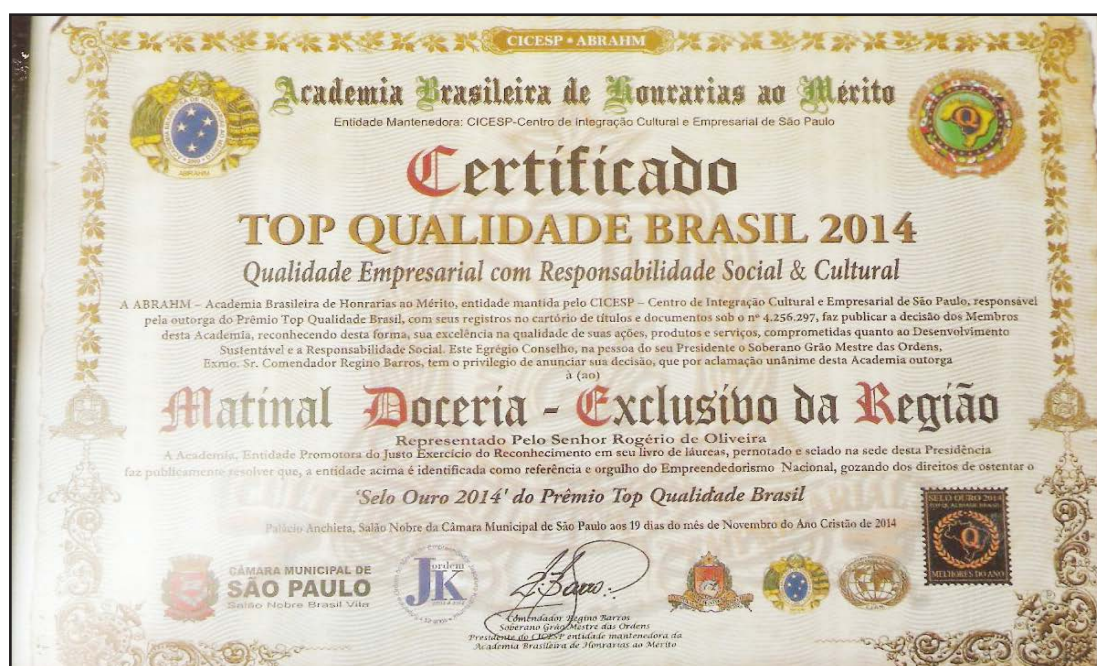 CICESP • ABRAHM
Academia Brasileira de Honrarias ao Mérito
Entidade Mantenedora: CICESP-Centro de Integração Cultural e Empresarial de São Paulo
ABRAHM
Certificado
TOP QUALIDADE BRASIL 2014
Qualidade Empresarial com Responsabilidade Social & Cultural
A ABRAHM – Academia Brasileira de Honrarias ao Mérito, entidade mantida pelo CICESP – Centro de Integração Cultural e Empresarial de São Paulo, responsável
pela outorga do Prêmio Top Qualidade Brasil, com seus registros no cartório de títulos e documentos sob o nº 4.256.297, faz publicar a decisão dos Membros
desta Academia, reconhecendo desta forma, sua excelência na qualidade de suas ações, produtos e serviços, comprometidas quanto ao Desenvolvimento
Sustentável e a Responsabilidade Social. Este Egrégio Conselho, na pessoa do seu Presidente o Soberano Grão Mestre das Ordens,
Exmo. Sr. Comendador Regino Barros, tem o privilegio de anunciar sua decisão, que por aclamação unânime desta Academia outorga
à (ao)
Matinal Doceria - Exclusivo da Região
Representado Pelo Senhor Rogério de Oliveira
A Academia, Entidade Promotora do Justo Exercício do Reconhecimento em seu livro de láureas, pernotado e selado na sede desta Presidência
faz publicamente resolver que, a entidade acima é identificada como referência e orgulho do Empreendedorismo Nacional, gozando dos direitos de ostentar o
'Selo Ouro 2014' do Prêmio Top Qualidade Brasil
Palácio Anchieta, Salão Nobre da Câmara Municipal de São Paulo aos 19 dias do mês de Novembro do Ano Cristão de 2014
SELO OURO 2014
TOP QUALIDADE BRASIL
Q
MELHORES DO ANO
CÂMARA MUNICIPAL DE
SÃO PAULO
Salão Nobre Brasil Vita
ordem
JK
Comendador Regino Barros
Soberano Grão Mestre das Ordens
Presidente do CICESP entidade mantenedora da
Academia Brasileira de Honrarias ao Mérito